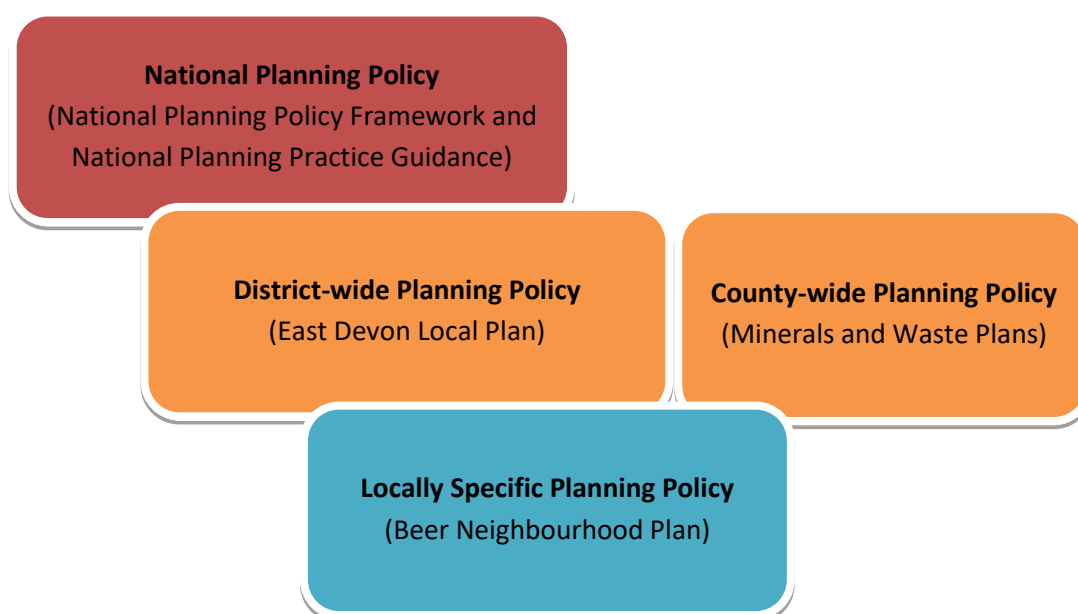 National Planning Policy
(National Planning Policy Framework and
National Planning Practice Guidance)
District-wide Planning Policy
(East Devon Local Plan)
County-wide Planning Policy
(Minerals and Waste Plans)
Locally Specific Planning Policy
(Beer Neighbourhood Plan)